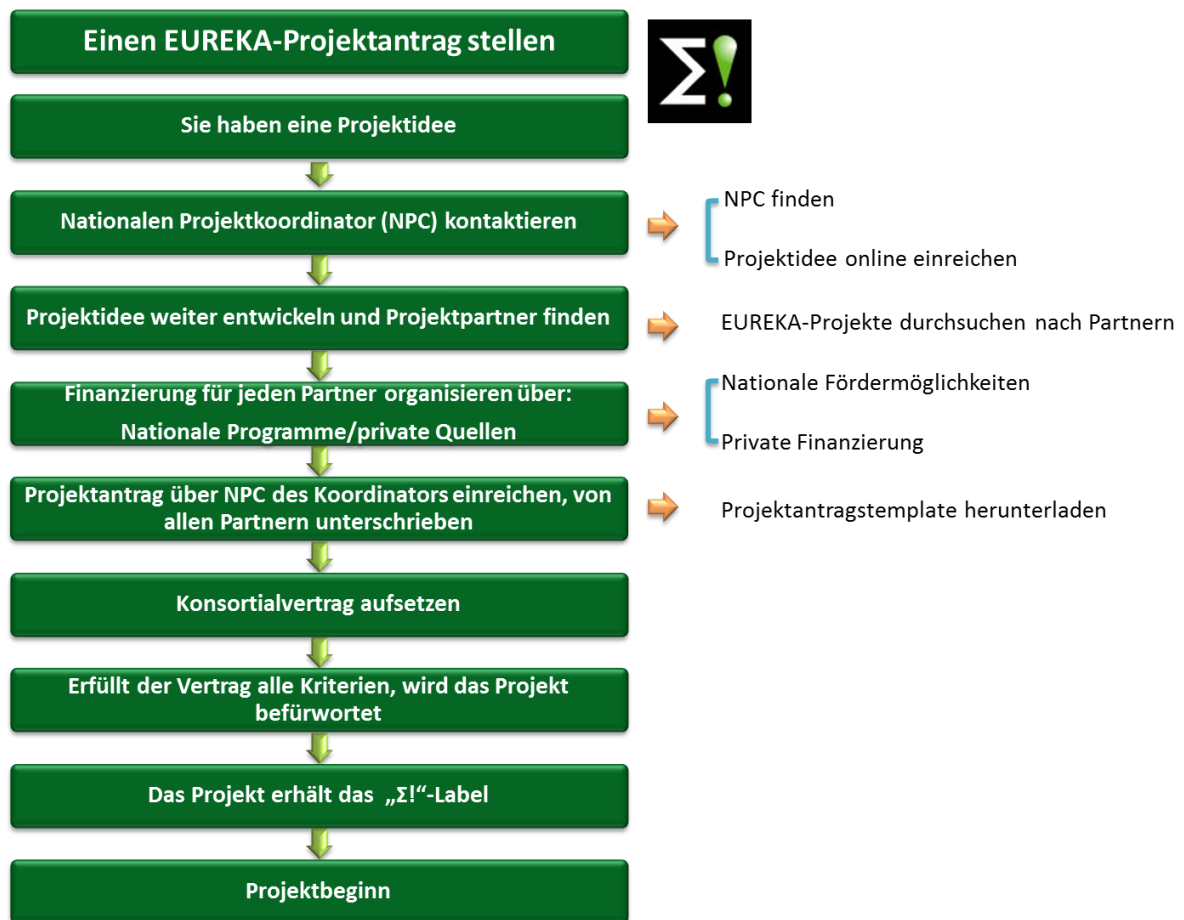 Einen EUREKA-Projektantrag stellen
Σ!
Sie haben eine Projektidee
Nationalen Projektkoordinator (NPC) kontaktieren
NPC finden
Projektidee online einreichen
Projektidee weiter entwickeln und Projektpartner finden
EUREKA-Projekte durchsuchen nach Partnern
Finanzierung für jeden Partner organisieren über:
Nationale Programme/private Quellen
Nationale Fördermöglichkeiten
Private Finanzierung
Projektantrag über NPC des Koordinators einreichen, von
allen Partnern unterschrieben
Projektantragstemplate herunterladen
Konsortialvertrag aufsetzen
Erfüllt der Vertrag alle Kriterien, wird das Projekt
befürwortet
Das Projekt erhält das „Σ!“-Label
Projektbeginn